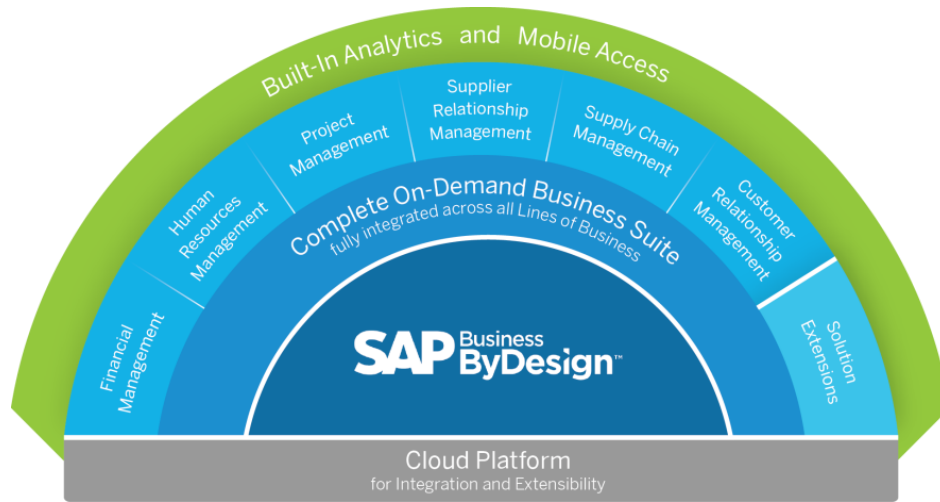 Built-In Analytics and Mobile Access
Financial
Management
Human
Resources
Management
Project
Management
Supplier
Relationship
Management
Supply Chain
Management
Customer
Relationship
Management
Solution
Extensions
Complete On-Demand Business Suite
fully integrated across all Lines of Business
SAP Business
ByDesign™
Cloud Platform
for Integration and Extensibility